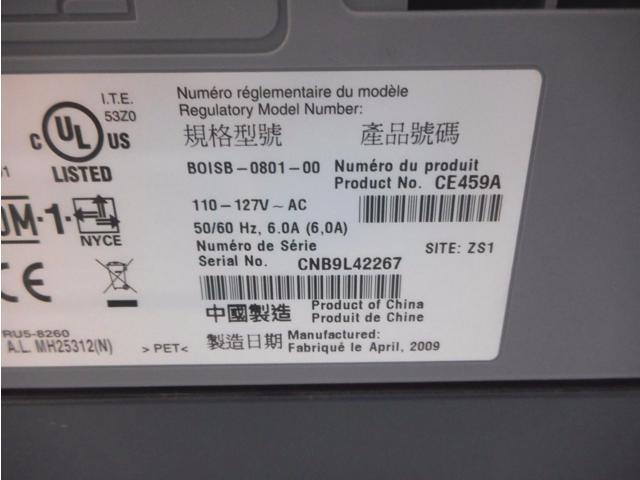 I.T.E.
53Z0
C UL US
LISTED
Numéro réglementaire du modèle
Regulatory Model Number:
規格型號 產品號碼
BOISB-0801-00 Numéro du produit
Product No. CE459A
110-127V ~ AC
50/60 Hz, 6.0A (6,0A)
Numéro de Série
Serial No. CNB9L42267
SITE: ZS1
OM-1-
NYCE
CE
中國製造 Product of China
Produit de Chine
RU5-8260
A.L. MH25312(N) > PET<
製造日期 Manufactured:
Fabriqué le April, 2009